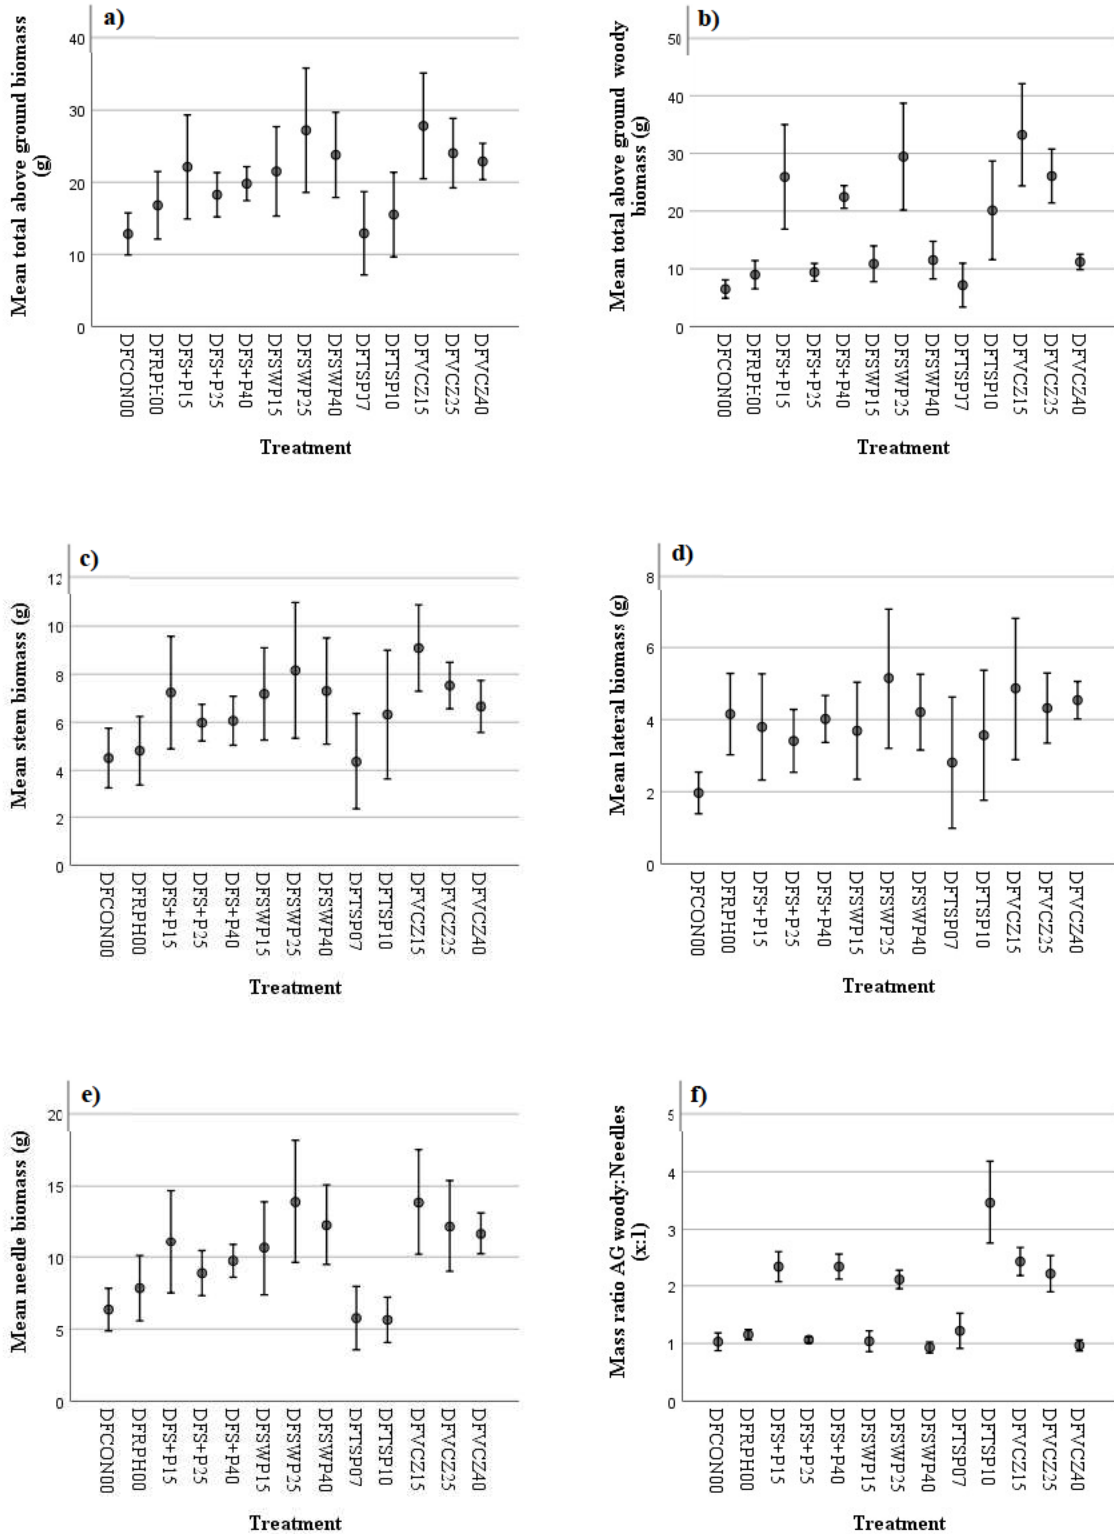 a)
Mean total above ground biomass
(g)
40
30
20
10
0
DFCON00
DFRPH00
DFS+P15
DFS+P25
DFS+P40
DFSWP15
DFSWP25
DFSWP40
DFTSP07
DFTSP10
DFVCZ15
DFVCZ25
DFVCZ40
Treatment
b)
Mean total above ground woody
biomass (g)
50
40
30
20
10
0
DFCON00
DFRPH00
DFS+P15
DFS+P25
DFS+P40
DFSWP15
DFSWP25
DFSWP40
DFTSP07
DFTSP10
DFVCZ15
DFVCZ25
DFVCZ40
Treatment
c)
Mean stem biomass (g)
12
10
8
6
4
2
0
DFCON00
DFRPH00
DFS+P15
DFS+P25
DFS+P40
DFSWP15
DFSWP25
DFSWP40
DFTSP07
DFTSP10
DFVCZ15
DFVCZ25
DFVCZ40
Treatment
d)
Mean lateral biomass (g)
8
6
4
2
0
DFCON00
DFRPH00
DFS+P15
DFS+P25
DFS+P40
DFSWP15
DFSWP25
DFSWP40
DFTSP07
DFTSP10
DFVCZ15
DFVCZ25
DFVCZ40
Treatment
e)
Mean needle biomass (g)
20
15
10
5
0
DFCON00
DFRPH00
DFS+P15
DFS+P25
DFS+P40
DFSWP15
DFSWP25
DFSWP40
DFTSP07
DFTSP10
DFVCZ15
DFVCZ25
DFVCZ40
Treatment
f)
Mass ratio AG woody:Needles
(x:1)
5
4
3
2
1
0
DFCON00
DFRPH00
DFS+P15
DFS+P25
DFS+P40
DFSWP15
DFSWP25
DFSWP40
DFTSP07
DFTSP10
DFVCZ15
DFVCZ25
DFVCZ40
Treatment